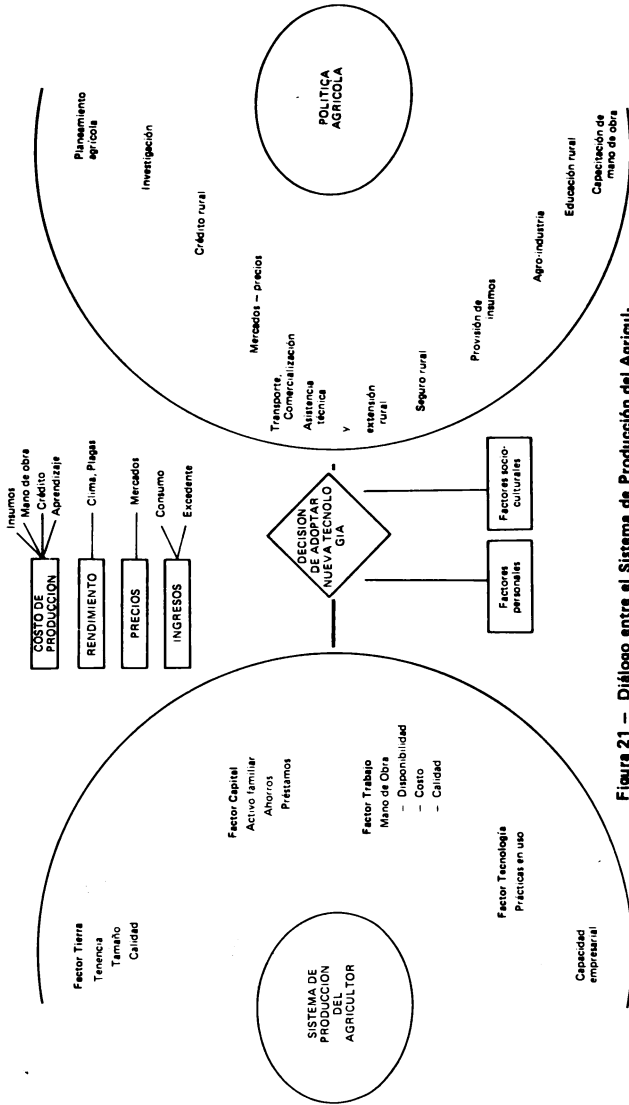 Factor Tierra
Tenencia
Tamaño
Calidad
Factor Capital
Activo familiar
Ahorros
Préstamos
SISTEMA DE
PRODUCCION
DEL
AGRICULTOR
Factor Trabajo
Mano de Obra
– Disponibilidad
– Costo
– Calidad
Factor Tecnología
Prácticas en uso
Capacidad
empresarial
COSTO DE
PRODUCCION
Insumos
Mano de obra
Crédito
Aprendizaje
RENDIMIENTO
Clima, Plagas
PRECIOS
Mercados
INGRESOS
Consumo
Excedente
DECISION
DE ADOPTAR
NUEVA TECNOLO
GIA
Factores
personales
Factores socio-
culturales
Planeamiento
agrícola
Investigación
Crédito rural
Mercados – precios
Transporte,
Comercialización
Asistencia
técnica
y
extensión
rural
Seguro rural
Provisión de
insumos
Agro-industria
Educación rural
Capacitación de
mano de obra
POLITICA
AGRICOLA
Figura 21 – Diálogo entre el Sistema de Producción del Agricul-